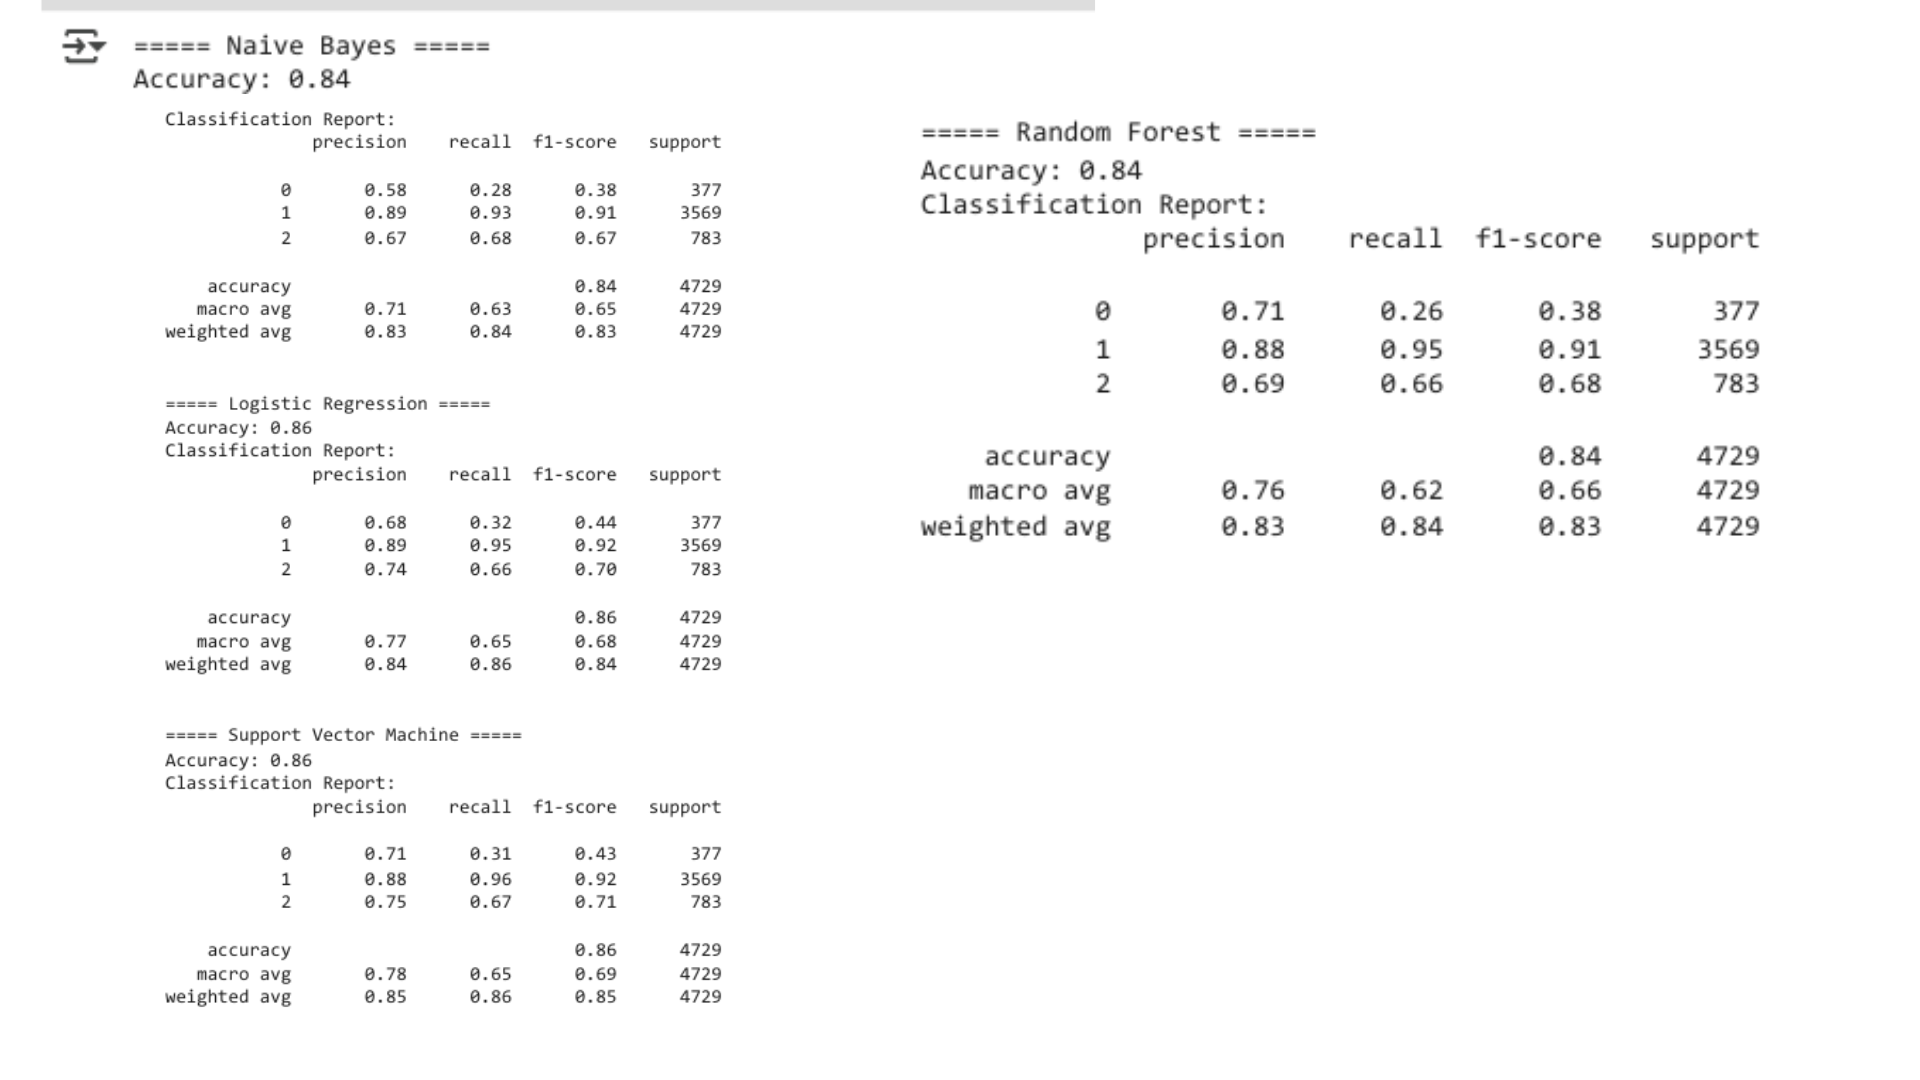 ===== Naive Bayes =====
Accuracy: 0.84
Classification Report:
precision recall f1-score support
0 0.58 0.28 0.38 377
1 0.89 0.93 0.91 3569
2 0.67 0.68 0.67 783
accuracy 0.84 4729
macro avg 0.71 0.63 0.65 4729
weighted avg 0.83 0.84 0.83 4729
===== Logistic Regression =====
Accuracy: 0.86
Classification Report:
precision recall f1-score support
0 0.68 0.32 0.44 377
1 0.89 0.95 0.92 3569
2 0.74 0.66 0.70 783
accuracy 0.86 4729
macro avg 0.77 0.65 0.68 4729
weighted avg 0.84 0.86 0.84 4729
===== Support Vector Machine =====
Accuracy: 0.86
Classification Report:
precision recall f1-score support
0 0.71 0.31 0.43 377
1 0.88 0.96 0.92 3569
2 0.75 0.67 0.71 783
accuracy 0.86 4729
macro avg 0.78 0.65 0.69 4729
weighted avg 0.85 0.86 0.85 4729
===== Random Forest =====
Accuracy: 0.84
Classification Report:
precision recall f1-score support
0 0.71 0.26 0.38 377
1 0.88 0.95 0.91 3569
2 0.69 0.66 0.68 783
accuracy 0.84 4729
macro avg 0.76 0.62 0.66 4729
weighted avg 0.83 0.84 0.83 4729